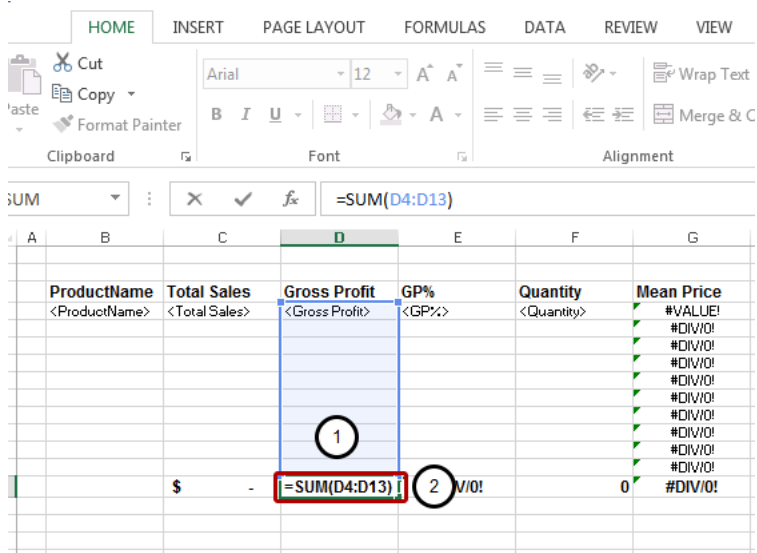 HOME INSERT PAGE LAYOUT FORMULAS DATA REVIEW VIEW
Cut
Arial 12 A A Wrap Text
Copy
aste
Format Painter
B I U A Merge & C
Clipboard Font Alignment
SUM fx =SUM(D4:D13)
A B C D E F G
ProductName Total Sales Gross Profit GP% Quantity Mean Price
<ProductName> <Total Sales> <Gross Profit> <GP%> <Quantity> #VALUE!
#DIV/0!
#DIV/0!
#DIV/0!
#DIV/0!
#DIV/0!
#DIV/0!
1
#DIV/0!
#DIV/0!
#DIV/0!
$ - =SUM(D4:D13) 2 V/0! 0 #DIV/0!